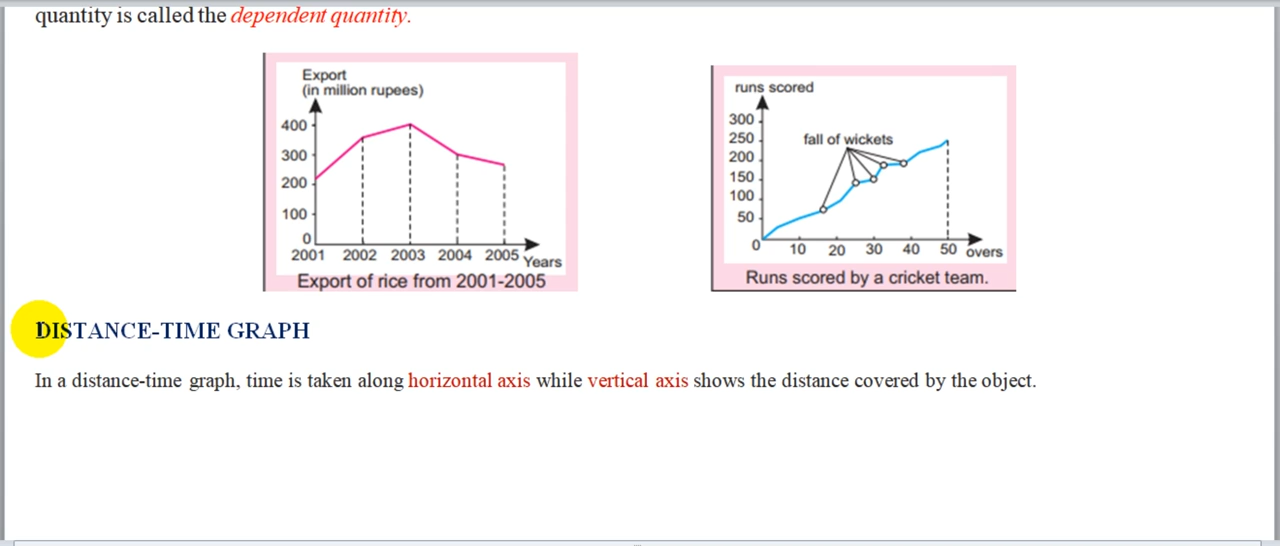 quantity is called the dependent quantity.
Export
(in million rupees)
400
300
200
100
0
2001 2002 2003 2004 2005 Years
Export of rice from 2001-2005
runs scored
300
250
fall of wickets
200
150
100
50
0 10 20 30 40 50 overs
Runs scored by a cricket team.
DISTANCE-TIME GRAPH
In a distance-time graph, time is taken along horizontal axis while vertical axis shows the distance covered by the object.